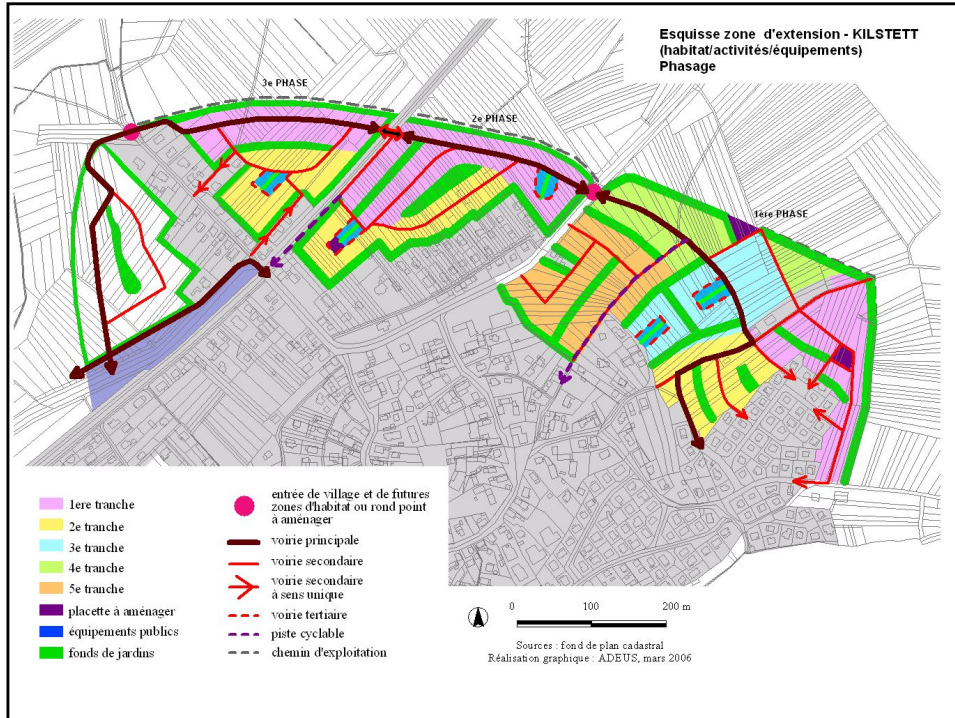 Esquisse zone d'extension - KILSTETT
(habitat/activités/équipements)
Phasage
3e PHASE
2e PHASE
1ère PHASE
1ere tranche
2e tranche
3e tranche
4e tranche
5e tranche
placette à aménager
équipements publics
fonds de jardins
entrée de village et de futures
zones d'habitat ou rond point
à aménager
voirie principale
voirie secondaire
voirie secondaire
à sens unique
voirie tertiaire
piste cyclable
chemin d'exploitation
0 100 200 m
Sources : fond de plan cadastral
Réalisation graphique : ADEUS, mars 2006